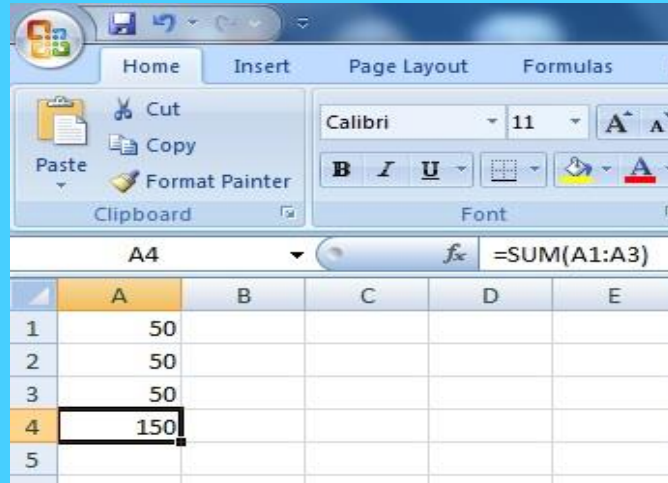 Home Insert Page Layout Formulas
Cut
Copy
Format Painter
Paste
Calibri 11 A A
B I U A
Clipboard Font
A4 fx =SUM(A1:A3)
A B C D E
1 50
2 50
3 50
4 150
5